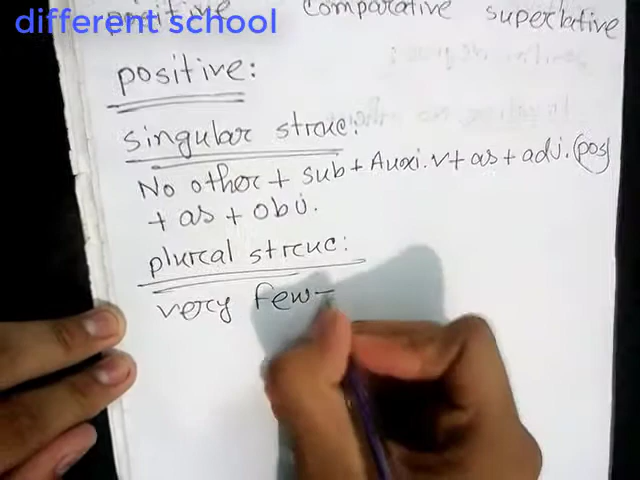 different school
positive comparative superlative
positive:
singular struc:
No other + sub + Auxi. v + as + adj. (pos)
+ as + obj.
plural struc:
very few